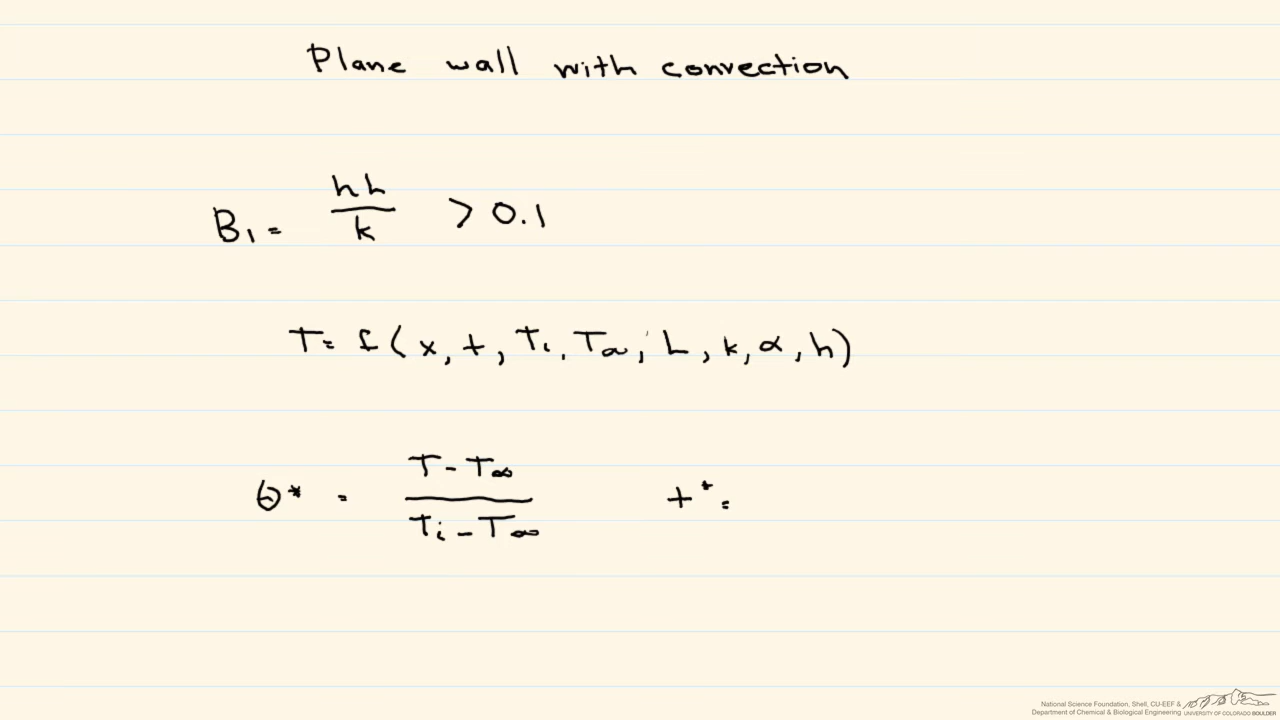 Plane wall with convection
Bi = hL/k > 0.1
T = f(x, t, Ti, T∞, L, k, α, h)
θ* = (T - T∞)/(Ti - T∞) t* =
National Science Foundation, Shell, CU-EEF &
Department of Chemical & Biological Engineering UNIVERSITY OF COLORADO BOULDER